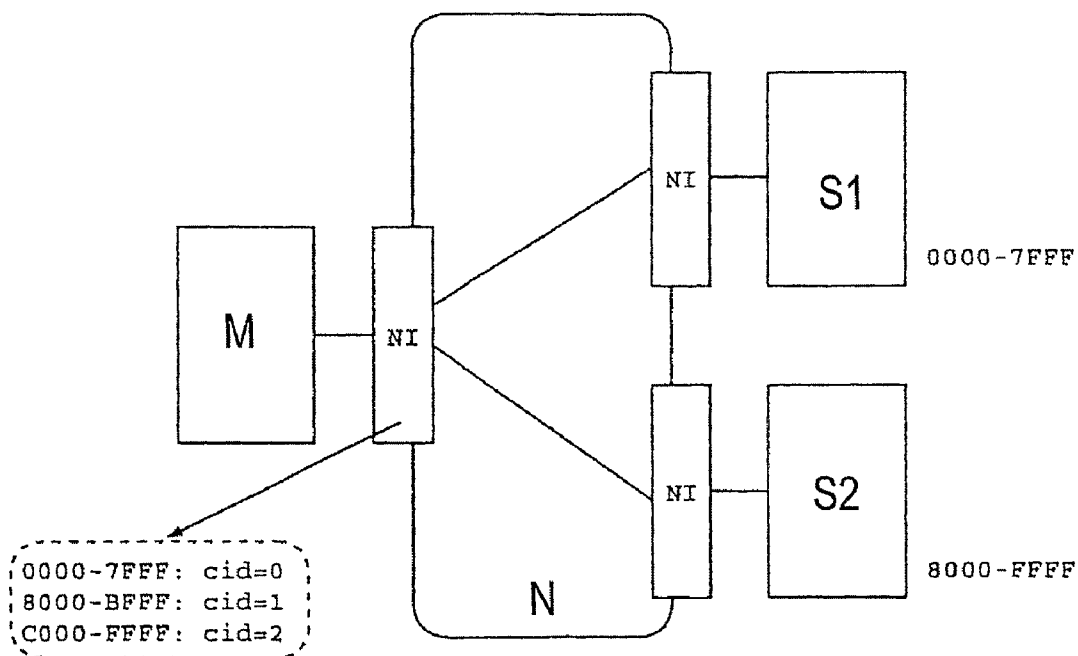 NI
S1
0000-7FFF
M
NI
NI
S2
8000-FFFF
0000-7FFF: cid=0
8000-BFFF: cid=1
C000-FFFF: cid=2
N